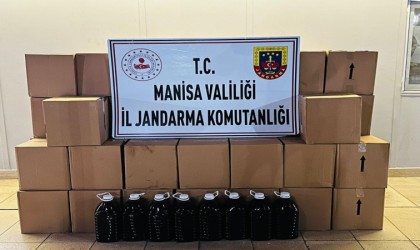 T.C.
MANİSA VALİLİĞİ
İL JANDARMA KOMUTANLIĞI